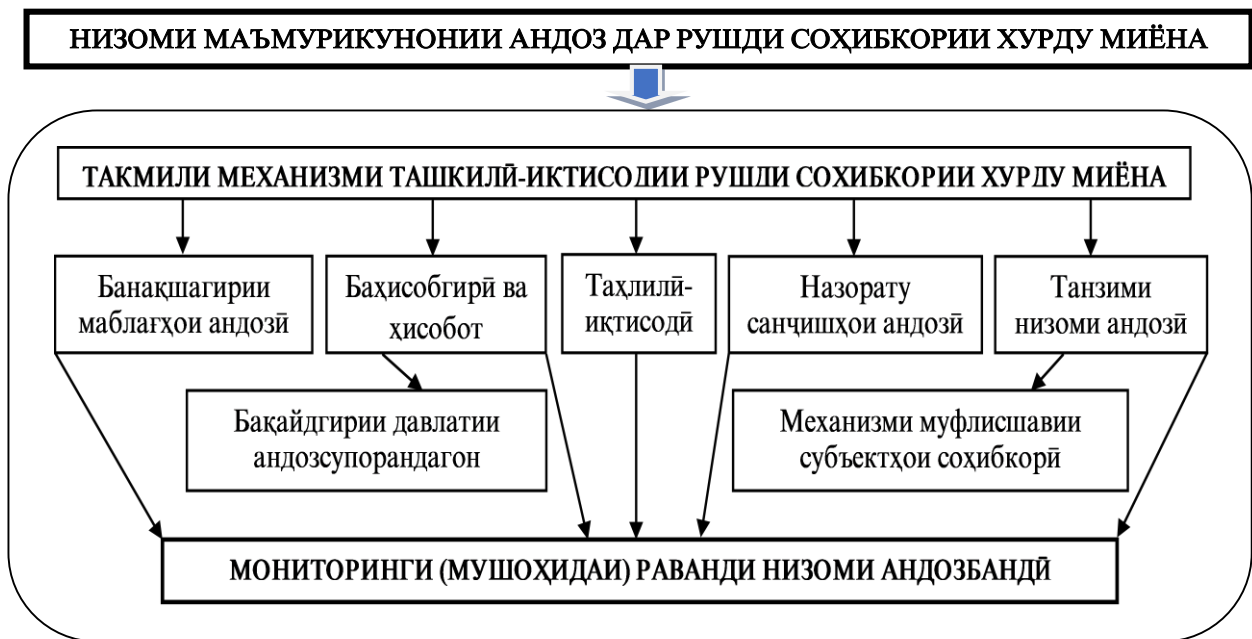 НИЗОМИ МАЪМУРИКУНОНИИ АНДОЗ ДАР РУШДИ СОҲИБКОРИИ ХУРДУ МИЁНА
ТАКМИЛИ МЕХАНИЗМИ ТАШКИЛӢ-ИКТИСОДИИ РУШДИ СОҲИБКОРИИ ХУРДУ МИЁНА
Банақшагирии
маблағҳои андозӣ
Баҳисобгирӣ ва
ҳисобот
Таҳлилӣ-
иқтисодӣ
Назорату
санҷишҳои андозӣ
Танзими
низоми андозӣ
Бақайдгирии давлатии
андозсупорандагон
Механизми муфлисшавии
субъектҳои соҳибкорӣ
МОНИТОРИНГИ (МУШОҲИДАИ) РАВАНДИ НИЗОМИ АНДОЗБАНДӢ